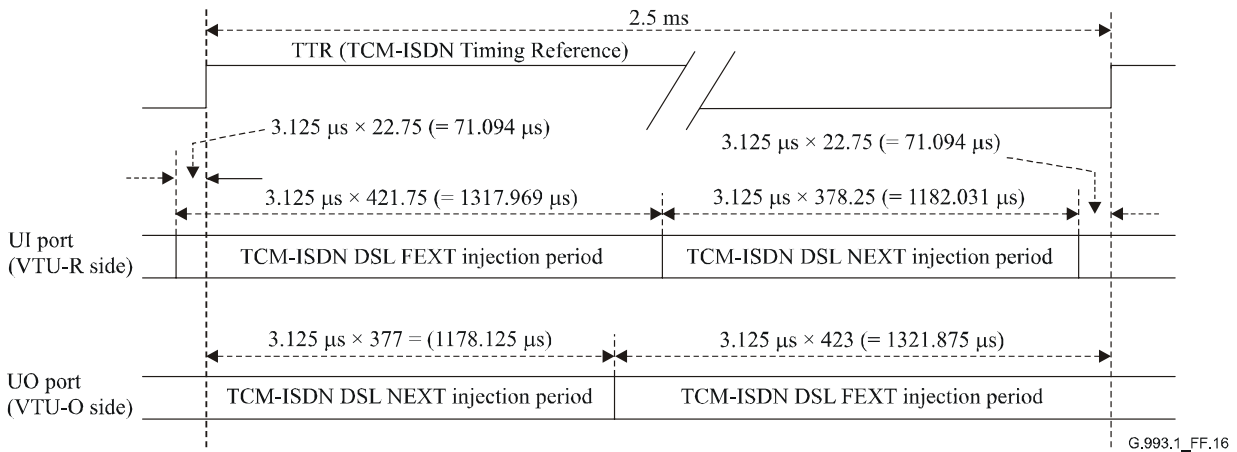 2.5 ms
TTR (TCM-ISDN Timing Reference)
3.125 µs × 22.75 (= 71.094 µs)
3.125 µs × 22.75 (= 71.094 µs)
3.125 µs × 421.75 (= 1317.969 µs)
3.125 µs × 378.25 (= 1182.031 µs)
UI port
(VTU-R side)
TCM-ISDN DSL FEXT injection period
TCM-ISDN DSL NEXT injection period
3.125 µs × 377 = (1178.125 µs)
3.125 µs × 423 (= 1321.875 µs)
UO port
(VTU-O side)
TCM-ISDN DSL NEXT injection period
TCM-ISDN DSL FEXT injection period
G.993.1_FF.16